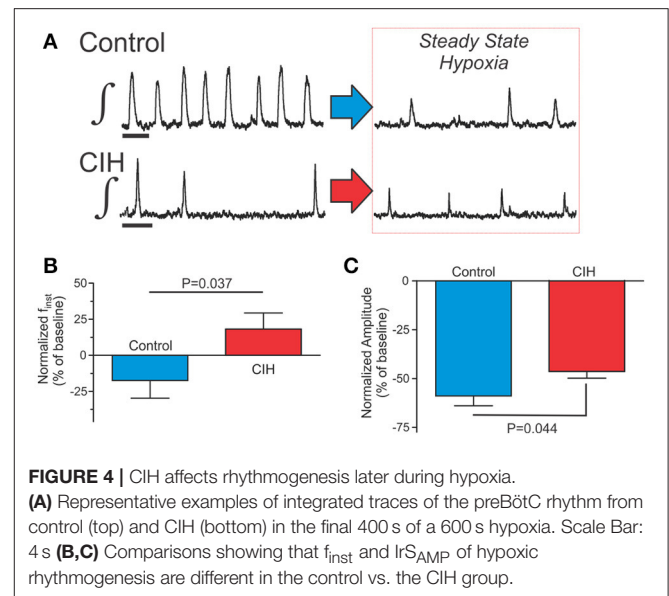 A
Control
Steady State
Hypoxia
∫
CIH
∫
B
P=0.037
Normalized f_inst
(% of baseline)
50
25
0
-25
Control
CIH
C
Control
CIH
Normalized Amplitude
(% of baseline)
0
-25
-50
-75
P=0.044
FIGURE 4 | CIH affects rhythmogenesis later during hypoxia.
(A) Representative examples of integrated traces of the preBötC rhythm from
control (top) and CIH (bottom) in the final 400 s of a 600 s hypoxia. Scale Bar:
4 s (B,C) Comparisons showing that f_inst and IrS_AMP of hypoxic
rhythmogenesis are different in the control vs. the CIH group.